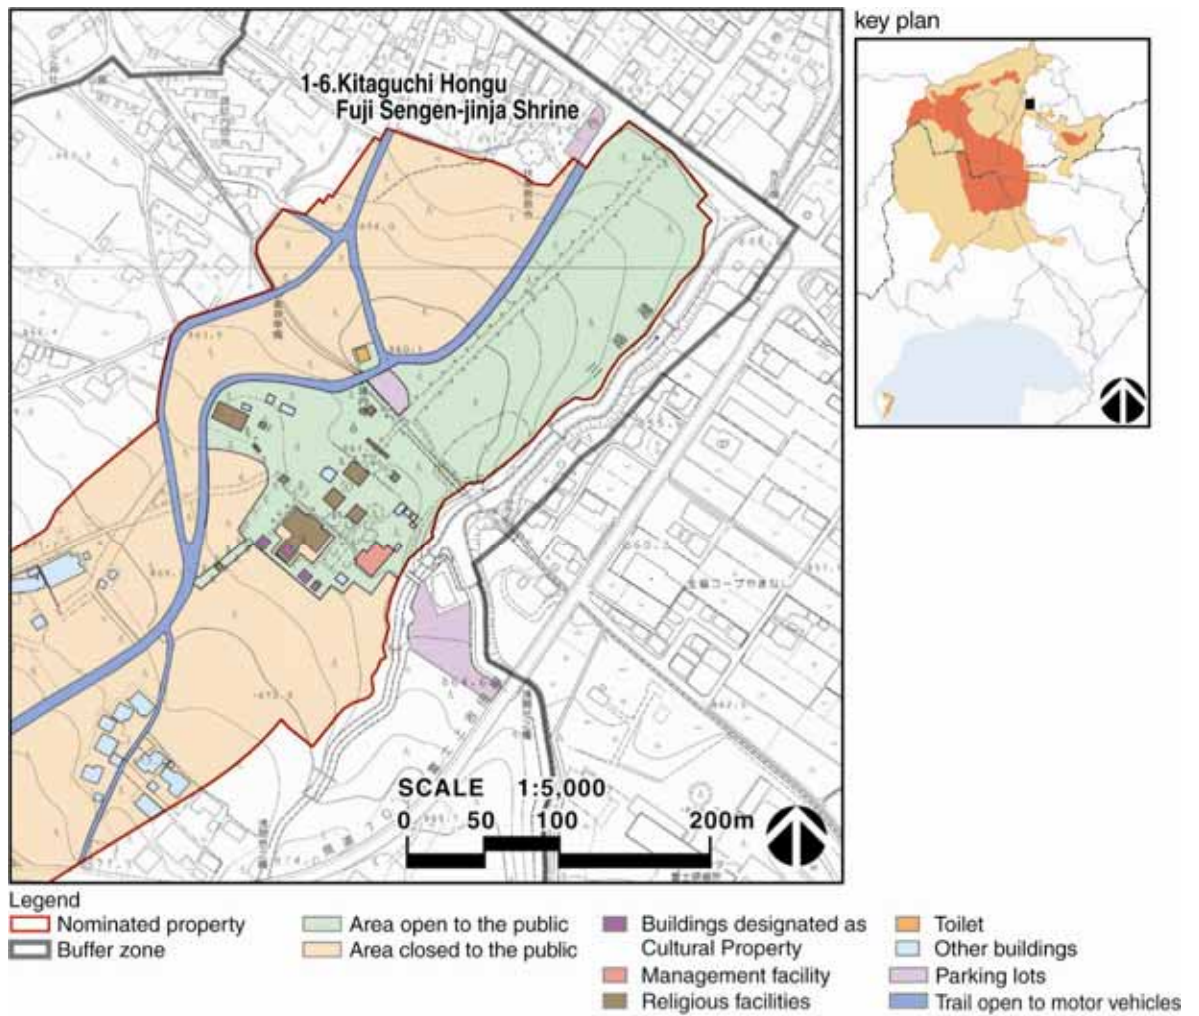 key plan
1-6.Kitaguchi Hongu
Fuji Sengen-jinja Shrine
SCALE 1:5,000
0 50 100 200m
Legend
Nominated property
Buffer zone
Area open to the public
Area closed to the public
Buildings designated as
Cultural Property
Management facility
Religious facilities
Toilet
Other buildings
Parking lots
Trail open to motor vehicles